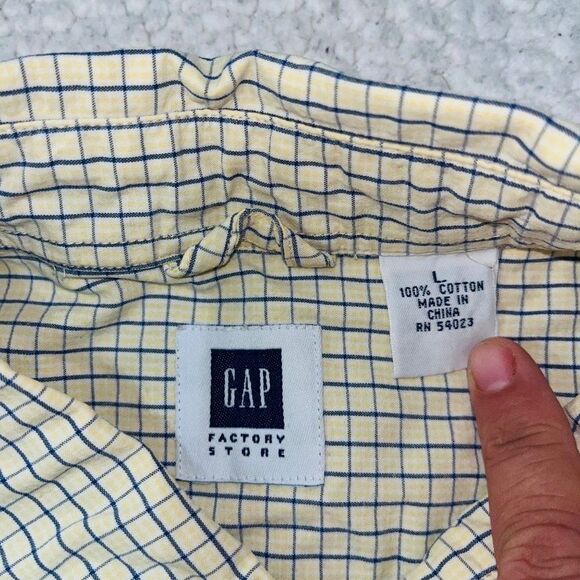 GAP
FACTORY
STORE
L
100% COTTON
MADE IN
CHINA
RN 54023